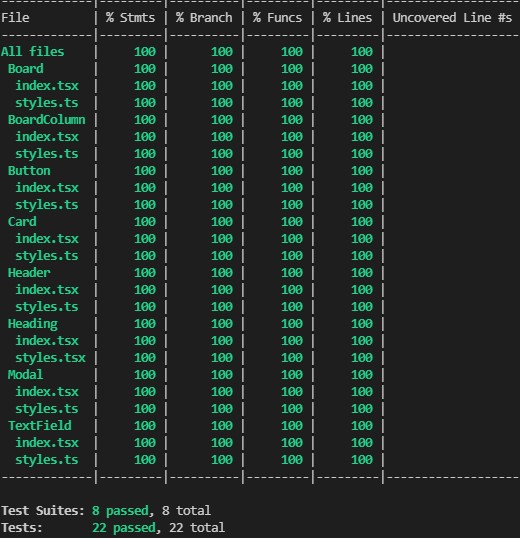 File | % Stmts | % Branch | % Funcs | % Lines | Uncovered Line #s
All files | 100 | 100 | 100 | 100 |
Board | 100 | 100 | 100 | 100 |
index.tsx | 100 | 100 | 100 | 100 |
styles.ts | 100 | 100 | 100 | 100 |
BoardColumn | 100 | 100 | 100 | 100 |
index.tsx | 100 | 100 | 100 | 100 |
styles.ts | 100 | 100 | 100 | 100 |
Button | 100 | 100 | 100 | 100 |
index.tsx | 100 | 100 | 100 | 100 |
styles.ts | 100 | 100 | 100 | 100 |
Card | 100 | 100 | 100 | 100 |
index.tsx | 100 | 100 | 100 | 100 |
styles.ts | 100 | 100 | 100 | 100 |
Header | 100 | 100 | 100 | 100 |
index.tsx | 100 | 100 | 100 | 100 |
styles.ts | 100 | 100 | 100 | 100 |
Heading | 100 | 100 | 100 | 100 |
index.tsx | 100 | 100 | 100 | 100 |
styles.tsx | 100 | 100 | 100 | 100 |
Modal | 100 | 100 | 100 | 100 |
index.tsx | 100 | 100 | 100 | 100 |
styles.ts | 100 | 100 | 100 | 100 |
TextField | 100 | 100 | 100 | 100 |
index.tsx | 100 | 100 | 100 | 100 |
styles.ts | 100 | 100 | 100 | 100 |
Test Suites: 8 passed, 8 total
Tests: 22 passed, 22 total